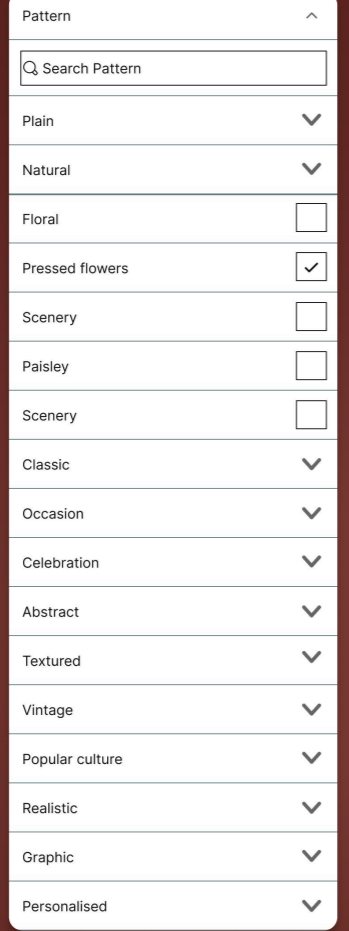 Pattern
Search Pattern
Plain
Natural
Floral
Pressed flowers
Scenery
Paisley
Scenery
Classic
Occasion
Celebration
Abstract
Textured
Vintage
Popular culture
Realistic
Graphic
Personalised